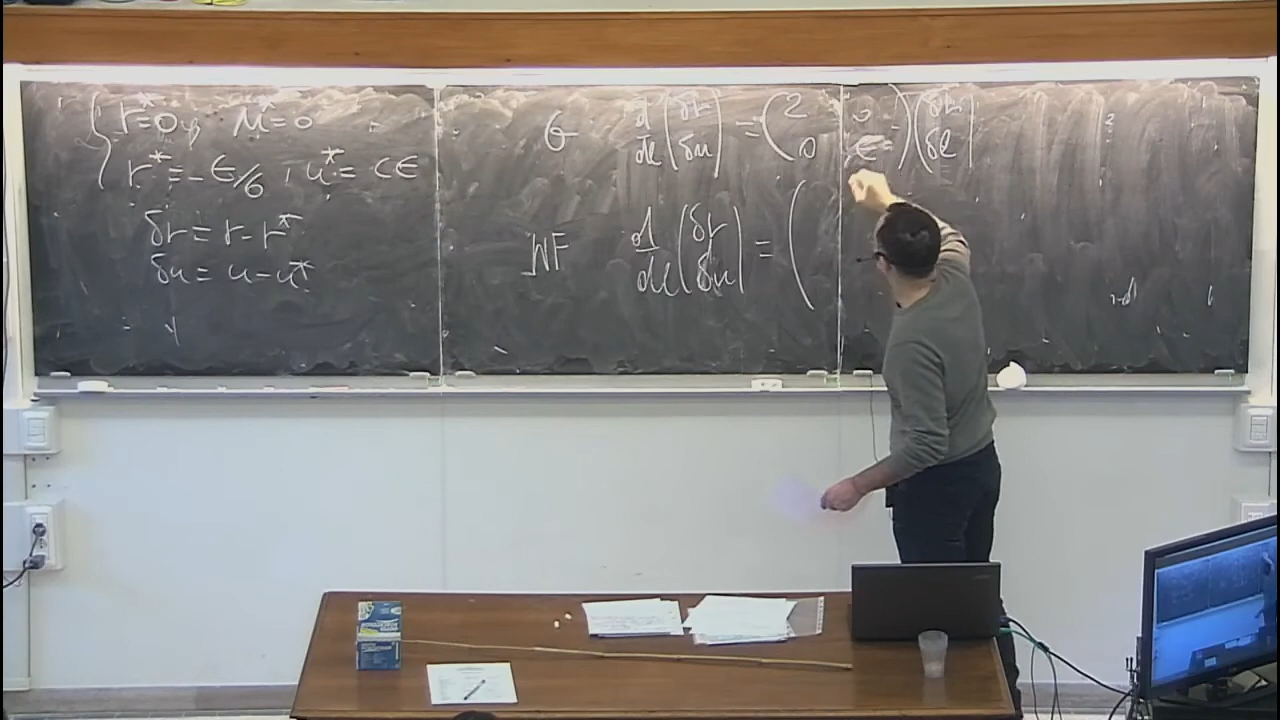 r*=0, u*=0
r*=-ϵ/6, u*=cϵ
δr=r-r*
δu=u-u*
G d/dℓ (δr δu) = (2 0 0 ϵ) (δr δℓ)
WF d/dℓ (δr δu) = (